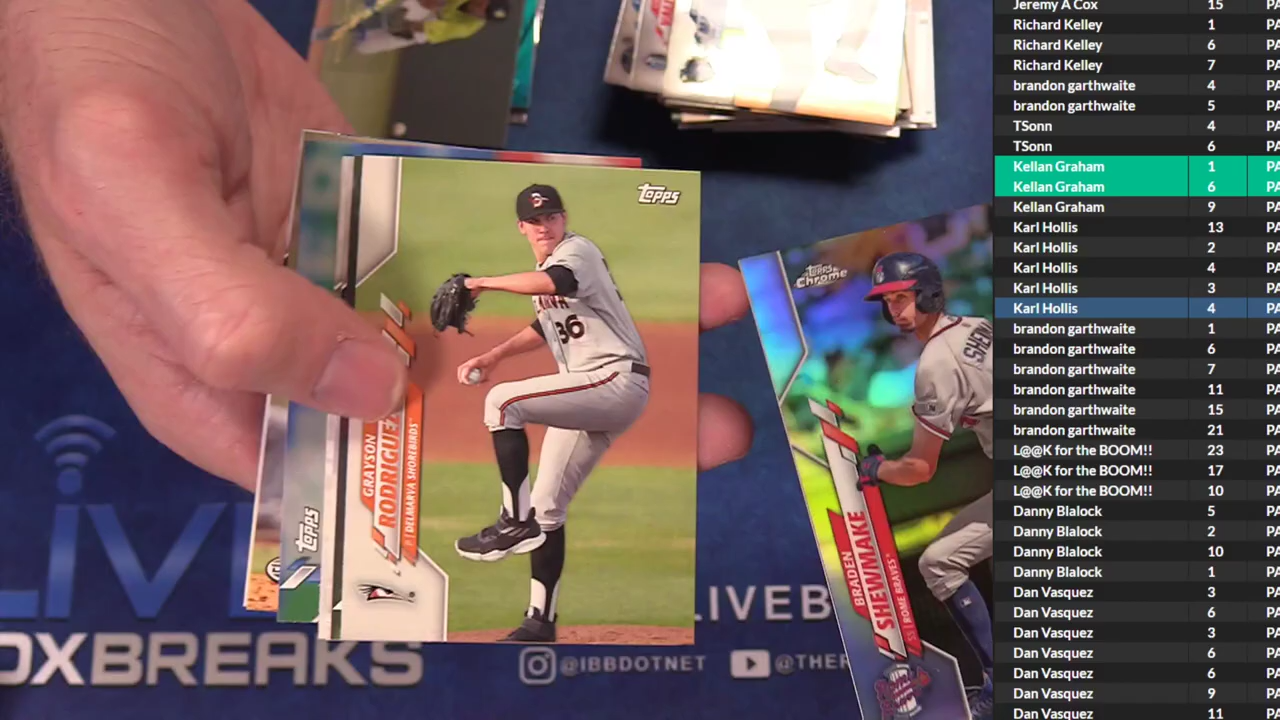 Topps
36
GRAYSON
RODRIGUE
P | DELMARVA SHOREBIRDS
Topps
Topps
Chrome
BRADEN
SHEWMAKE
SS | ROME BRAVES
LIVE
OXBREAKS
LIVEB
@IBBDOTNET
@THER
Jeremy A Cox 15 PA
Richard Kelley 1 PA
Richard Kelley 6 PA
Richard Kelley 7 PA
brandon garthwaite 4 PA
brandon garthwaite 5 PA
TSonn 4 PA
TSonn 6 PA
Kellan Graham 1 PA
Kellan Graham 6 PA
Kellan Graham 9 PA
Karl Hollis 13 PA
Karl Hollis 2 PA
Karl Hollis 4 PA
Karl Hollis 3 PA
Karl Hollis 4 PA
brandon garthwaite 1 PA
brandon garthwaite 6 PA
brandon garthwaite 7 PA
brandon garthwaite 11 PA
brandon garthwaite 15 PA
brandon garthwaite 21 PA
L@@K for the BOOM!! 23 PA
L@@K for the BOOM!! 17 PA
L@@K for the BOOM!! 10 PA
Danny Blalock 5 PA
Danny Blalock 2 PA
Danny Blalock 10 PA
Danny Blalock 1 PA
Dan Vasquez 3 PA
Dan Vasquez 6 PA
Dan Vasquez 3 PA
Dan Vasquez 6 PA
Dan Vasquez 6 PA
Dan Vasquez 9 PA
Dan Vasquez 11 PA